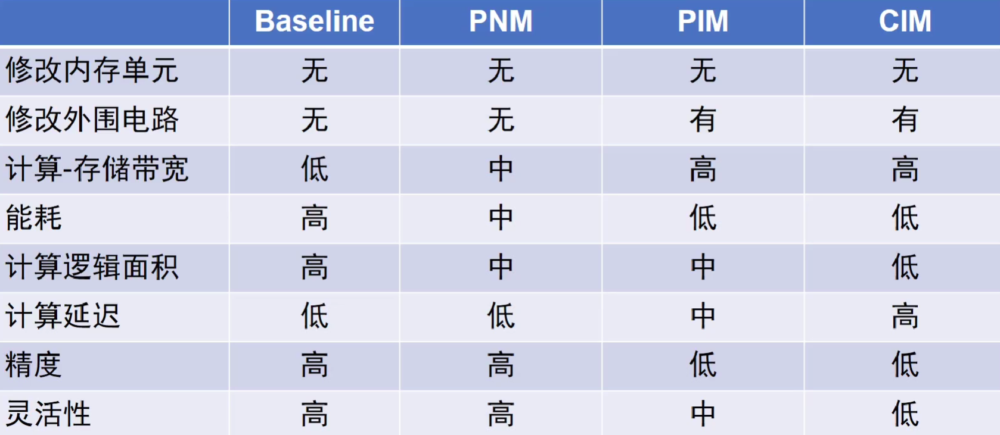 Baseline PNM PIM CIM
修改内存单元 无 无 无 无
修改外围电路 无 无 有 有
计算-存储带宽 低 中 高 高
能耗 高 中 低 低
计算逻辑面积 高 中 中 低
计算延迟 低 低 中 高
精度 高 高 低 低
灵活性 高 高 中 低